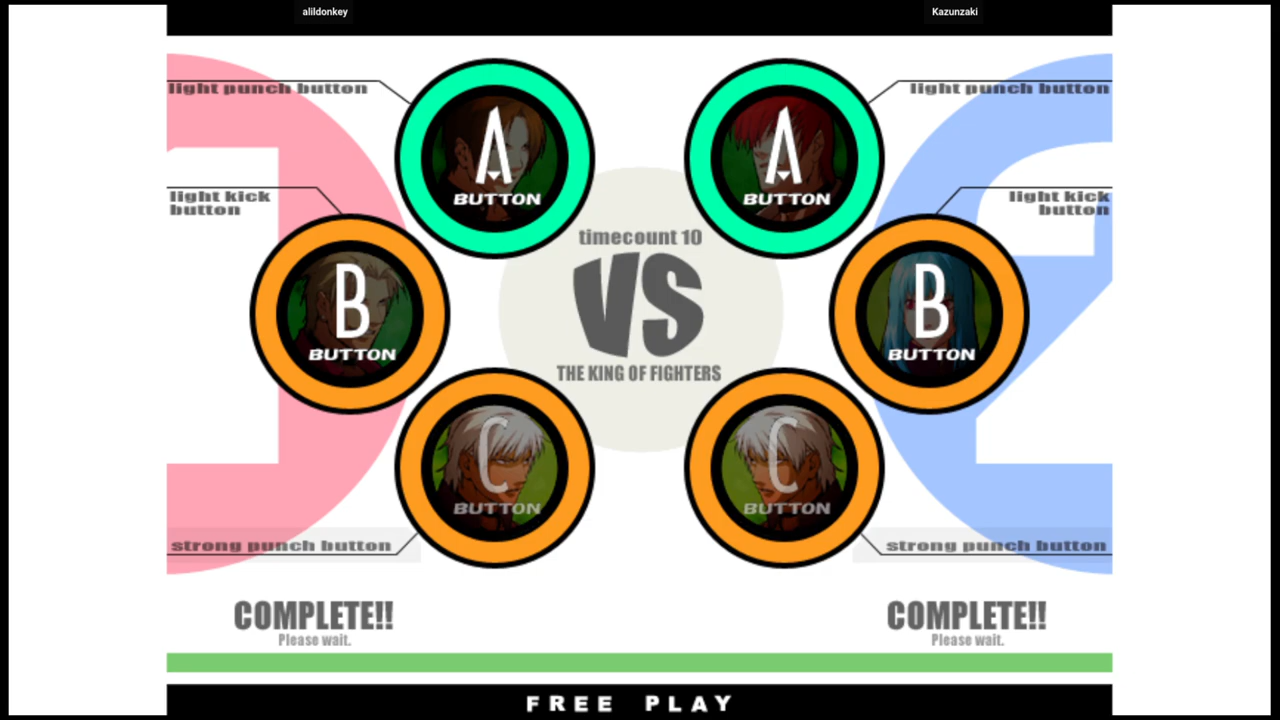 alildonkey
Kazunzaki
light punch button
A
BUTTON
A
BUTTON
light punch button
light kick
button
B
BUTTON
timecount 10
VS
THE KING OF FIGHTERS
light kick
button
B
BUTTON
C
BUTTON
C
BUTTON
strong punch button
strong punch button
COMPLETE!!
Please wait.
COMPLETE!!
Please wait.
FREE PLAY